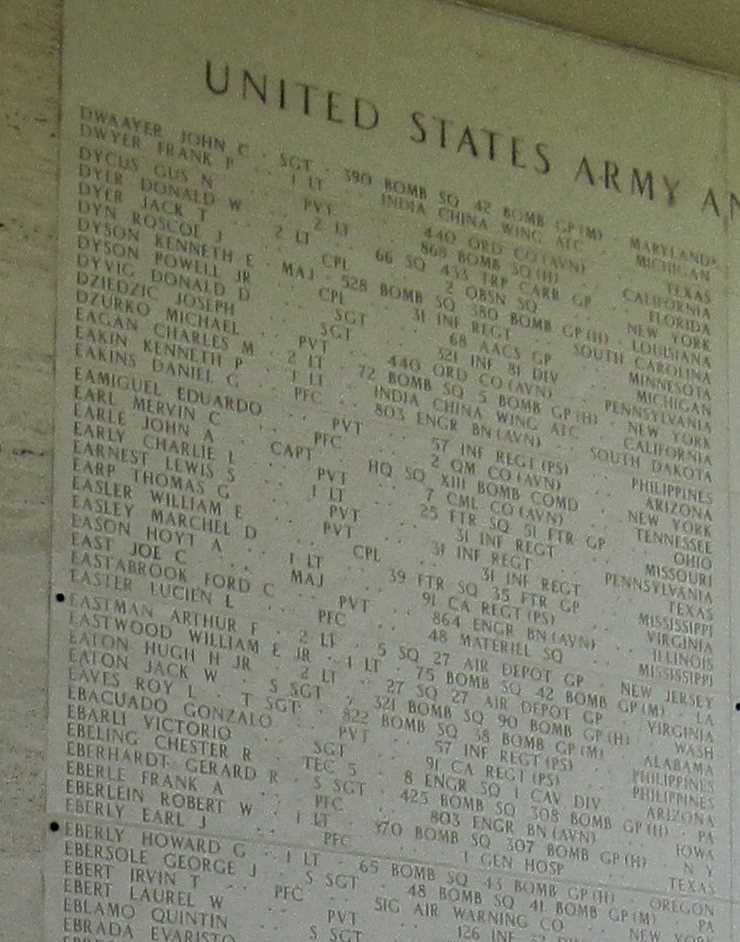 UNITED STATES ARMY AN
DWAAYER JOHN C · SGT · 390 BOMB SQ 42 BOMB GP (M) · MARYLAND
DWYER FRANK P · 1 LT · INDIA CHINA WING ATC · MICHIGAN
DYCUS GUS N · PVT · 440 ORD CO (AVN) · TEXAS
DYER DONALD W · 2 LT · 868 BOMB SQ (H) · CALIFORNIA
DYER JACK T · 2 LT · 66 SQ 433 TRP CARR GP · FLORIDA
DYN ROSCOE J · CPL · 2 OBSN SQ · NEW YORK
DYSON KENNETH E · MAJ · 528 BOMB SQ 380 BOMB GP (H) · LOUISIANA
DYSON POWELL JR · CPL · 31 INF REGT · SOUTH CAROLINA
DYVIG DONALD D · SGT · 68 AACS GP · MINNESOTA
DZIEDZIC JOSEPH · SGT · 321 INF 81 DIV · MICHIGAN
DZURKO MICHAEL · PVT · 440 ORD CO (AVN) · PENNSYLVANIA
EAGAN CHARLES M · 2 LT · 72 BOMB SQ 5 BOMB GP (H) · NEW YORK
EAKIN KENNETH P · 1 LT · INDIA CHINA WING ATC · CALIFORNIA
EAKINS DANIEL G · PFC · 803 ENGR BN (AVN) · SOUTH DAKOTA
EAMIGUEL EDUARDO · PVT · 57 INF REGT (PS) · PHILIPPINES
EARL MERVIN C · PFC · 2 QM CO (AVN) · ARIZONA
EARLE JOHN A · CAPT · HQ SQ XIII BOMB COMD · NEW YORK
EARLY CHARLIE L · PVT · 7 CML CO (AVN) · TENNESSEE
EARNEST LEWIS S · 1 LT · 25 FTR SQ 51 FTR GP · OHIO
EARP THOMAS G · PVT · 31 INF REGT · MISSOURI
EASLER WILLIAM E · PVT · 31 INF REGT · PENNSYLVANIA
EASLEY MARCHEL D · CPL · 31 INF REGT · TEXAS
EASON HOYT A · 1 LT · 39 FTR SQ 35 FTR GP · MISSISSIPPI
EAST JOE C · MAJ · 91 CA REGT (PS) · VIRGINIA
EASTABROOK FORD C · PVT · 864 ENGR BN (AVN) · ILLINOIS
EASTER LUCIEN L · PFC · 48 MATERIEL SQ · MISSISSIPPI
EASTMAN ARTHUR F · 2 LT · 5 SQ 27 AIR DEPOT GP · NEW JERSEY
EASTWOOD WILLIAM E JR · 1 LT · 75 BOMB SQ 42 BOMB GP (M) · LA
EATON HUGH H JR · 2 LT · 27 SQ 27 AIR DEPOT GP · VIRGINIA
EATON JACK W · S SGT · 321 BOMB SQ 90 BOMB GP (H) · WASH
EAVES ROY L · T SGT · 822 BOMB SQ 38 BOMB GP (M) · ALABAMA
EBACUADO GONZALO · PVT · 57 INF REGT (PS) · PHILIPPINES
EBARLI VICTORIO · SGT · 91 CA REGT (PS) · PHILIPPINES
EBELING CHESTER R · TEC 5 · 8 ENGR SQ 1 CAV DIV · ARIZONA
EBERHARDT GERARD R · S SGT · 425 BOMB SQ 308 BOMB GP (H) · PA
EBERLE FRANK A · PFC · 803 ENGR BN (AVN) · IOWA
EBERLEIN ROBERT W · 1 LT · 370 BOMB SQ 307 BOMB GP (H) · N Y
EBERLY EARL J · PFC · 1 GEN HOSP · TEXAS
EBERLY HOWARD G · 1 LT · 65 BOMB SQ 43 BOMB GP (H) · OREGON
EBERSOLE GEORGE J · S SGT · 48 BOMB SQ 41 BOMB GP (M) · PA
EBERT IRVIN T · PFC · SIG AIR WARNING CO · NEW
EBERT LAUREL W · PVT · 126 INF
EBLAMO QUINTIN · S SGT
EBRADA EVARISTO